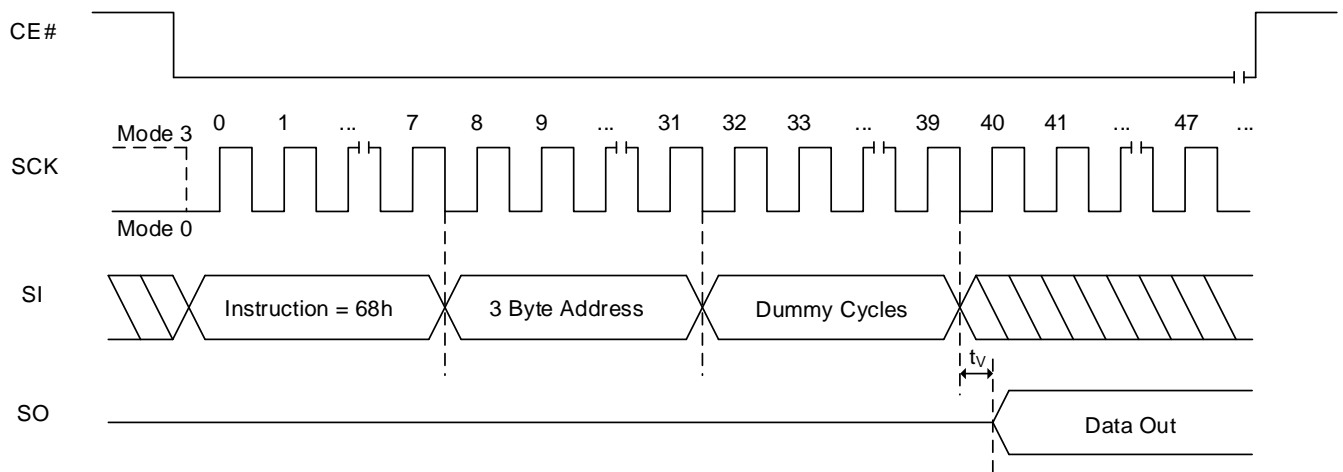 CE#
Mode 3
0 1 ... 7 8 9 ... 31 32 33 ... 39 40 41 ... 47 ...
SCK
Mode 0
SI
Instruction = 68h
3 Byte Address
Dummy Cycles
tV
SO
Data Out